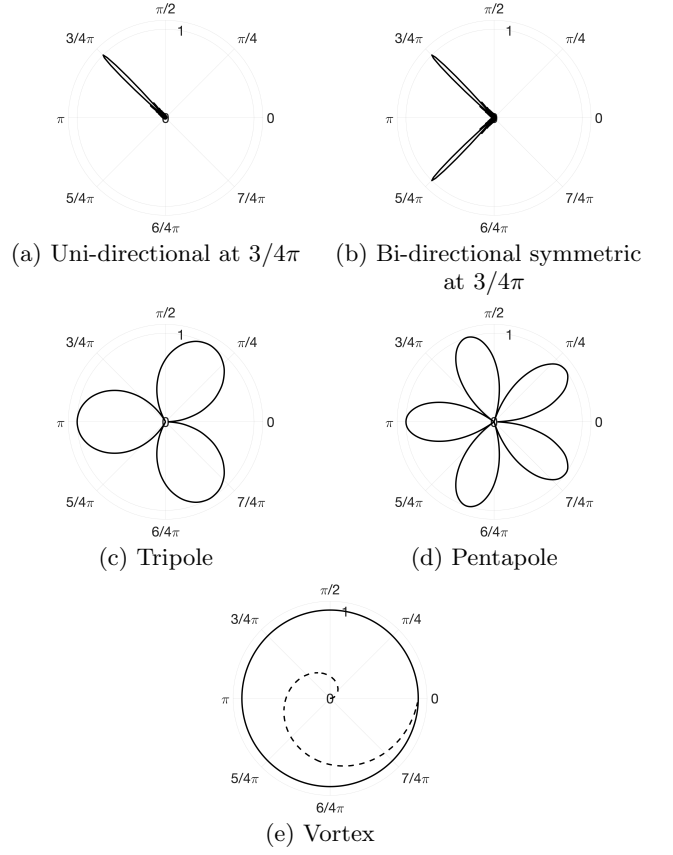 π/2
π/2
3/4π
1
π/4
3/4π
1
π/4
π
0
0
π
0
0
5/4π
7/4π
5/4π
7/4π
6/4π
6/4π
(a) Uni-directional at 3/4π
(b) Bi-directional symmetric
at 3/4π
π/2
π/2
3/4π
1
π/4
3/4π
1
π/4
π
0
0
π
0
0
5/4π
7/4π
5/4π
7/4π
6/4π
6/4π
(c) Tripole
(d) Pentapole
π/2
3/4π
1
π/4
π
0
0
5/4π
7/4π
6/4π
(e) Vortex